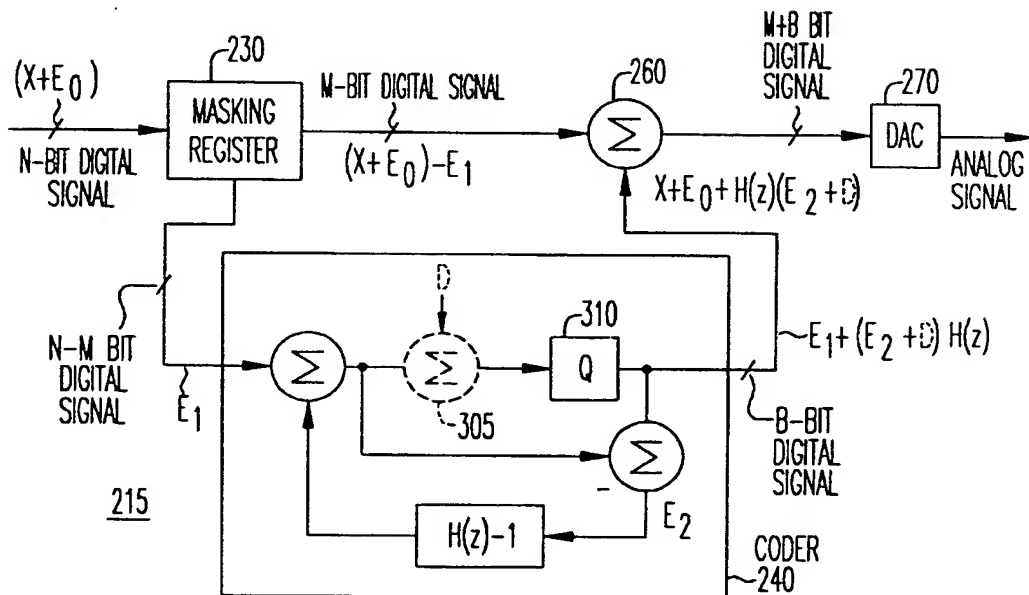 (X+E0)
N-BIT DIGITAL
SIGNAL
230
MASKING
REGISTER
M-BIT DIGITAL SIGNAL
(X+E0)-E1
260
Σ
M+B BIT
DIGITAL
SIGNAL
270
DAC
ANALOG
SIGNAL
X+E0+H(z)(E2+D)
N-M BIT
DIGITAL
SIGNAL
E1
Σ
D
Σ
305
310
Q
E1+(E2+D) H(z)
B-BIT
DIGITAL
SIGNAL
Σ
-
E2
H(z)-1
215
CODER
240